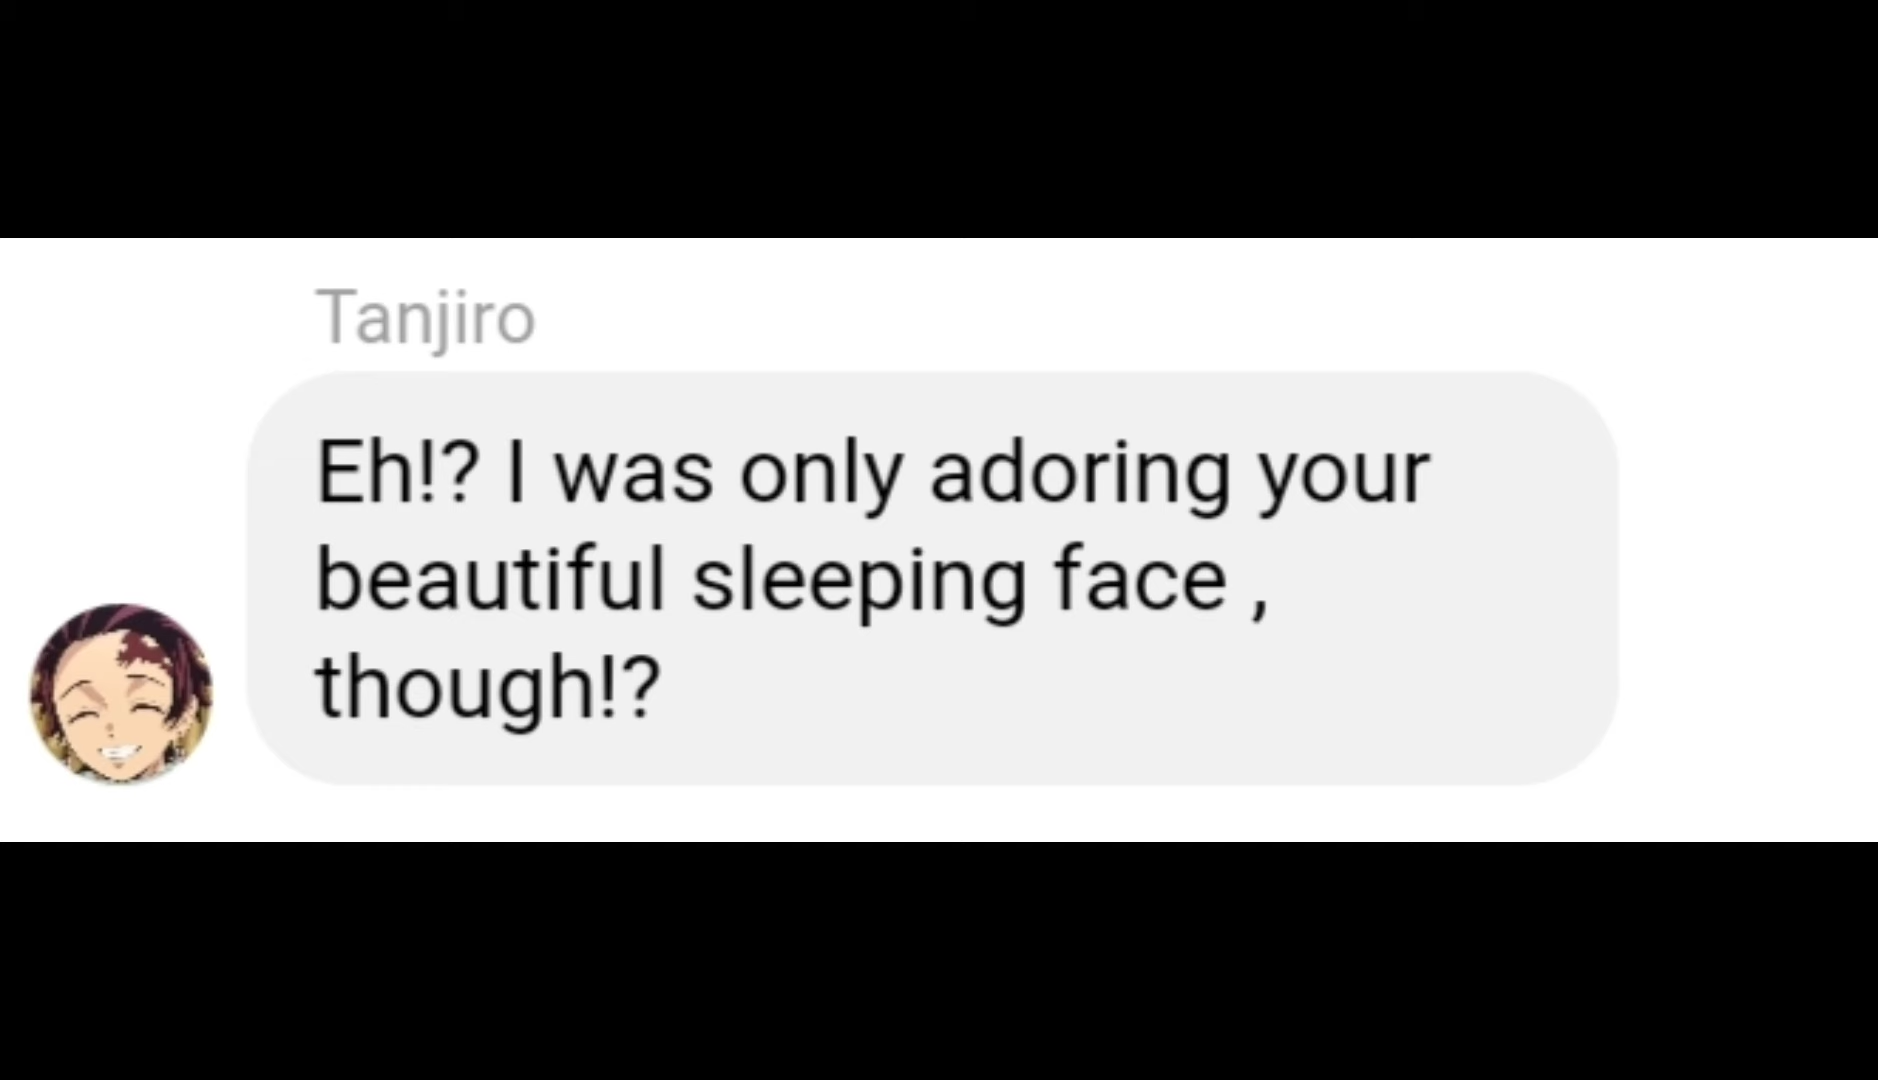 Tanjiro
Eh!? I was only adoring your
beautiful sleeping face ,
though!?